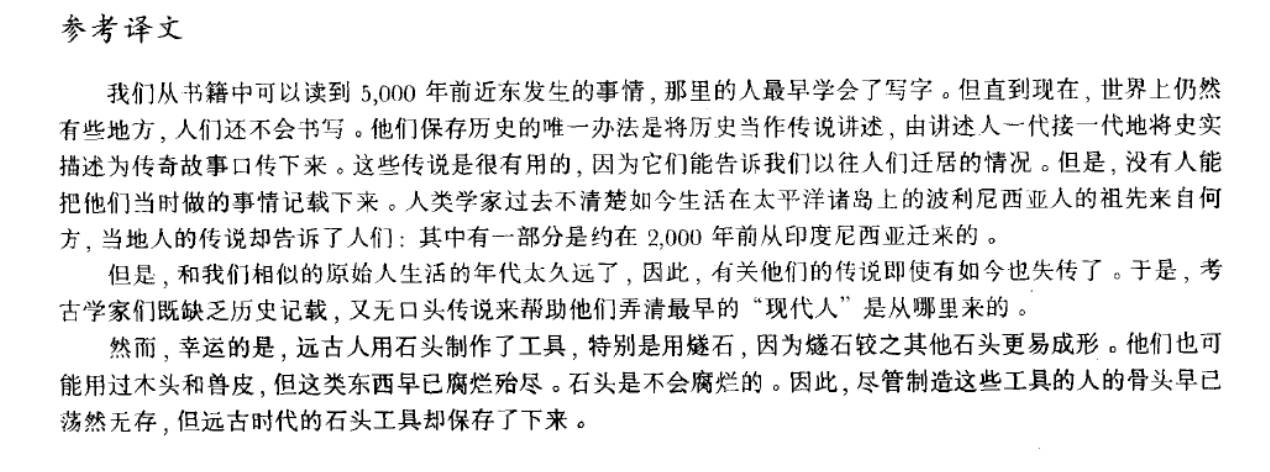 参考译文
我们从书籍中可以读到 5,000 年前近东发生的事情，那里的人最早学会了写字。但直到现在，世界上仍然
有些地方，人们还不会书写。他们保存历史的唯一办法是将历史当作传说讲述，由讲述人一代接一代地将史实
描述为传奇故事口传下来。这些传说是很有用的，因为它们能告诉我们以往人们迁居的情况。但是，没有人能
把他们当时做的事情记载下来。人类学家过去不清楚如今生活在太平洋诸岛上的波利尼西亚人的祖先来自何
方，当地人的传说却告诉了人们：其中有一部分是约在 2,000 年前从印度尼西亚迁来的。
但是，和我们相似的原始人生活的年代太久远了，因此，有关他们的传说即使有如今也失传了。于是，考
古学家们既缺乏历史记载，又无口头传说来帮助他们弄清最早的“现代人”是从哪里来的。
然而，幸运的是，远古人用石头制作了工具，特别是用燧石，因为燧石较之其他石头更易成形。他们也可
能用过木头和兽皮，但这类东西早已腐烂殆尽。石头是不会腐烂的。因此，尽管制造这些工具的人的骨头早已
荡然无存，但远古时代的石头工具却保存了下来。